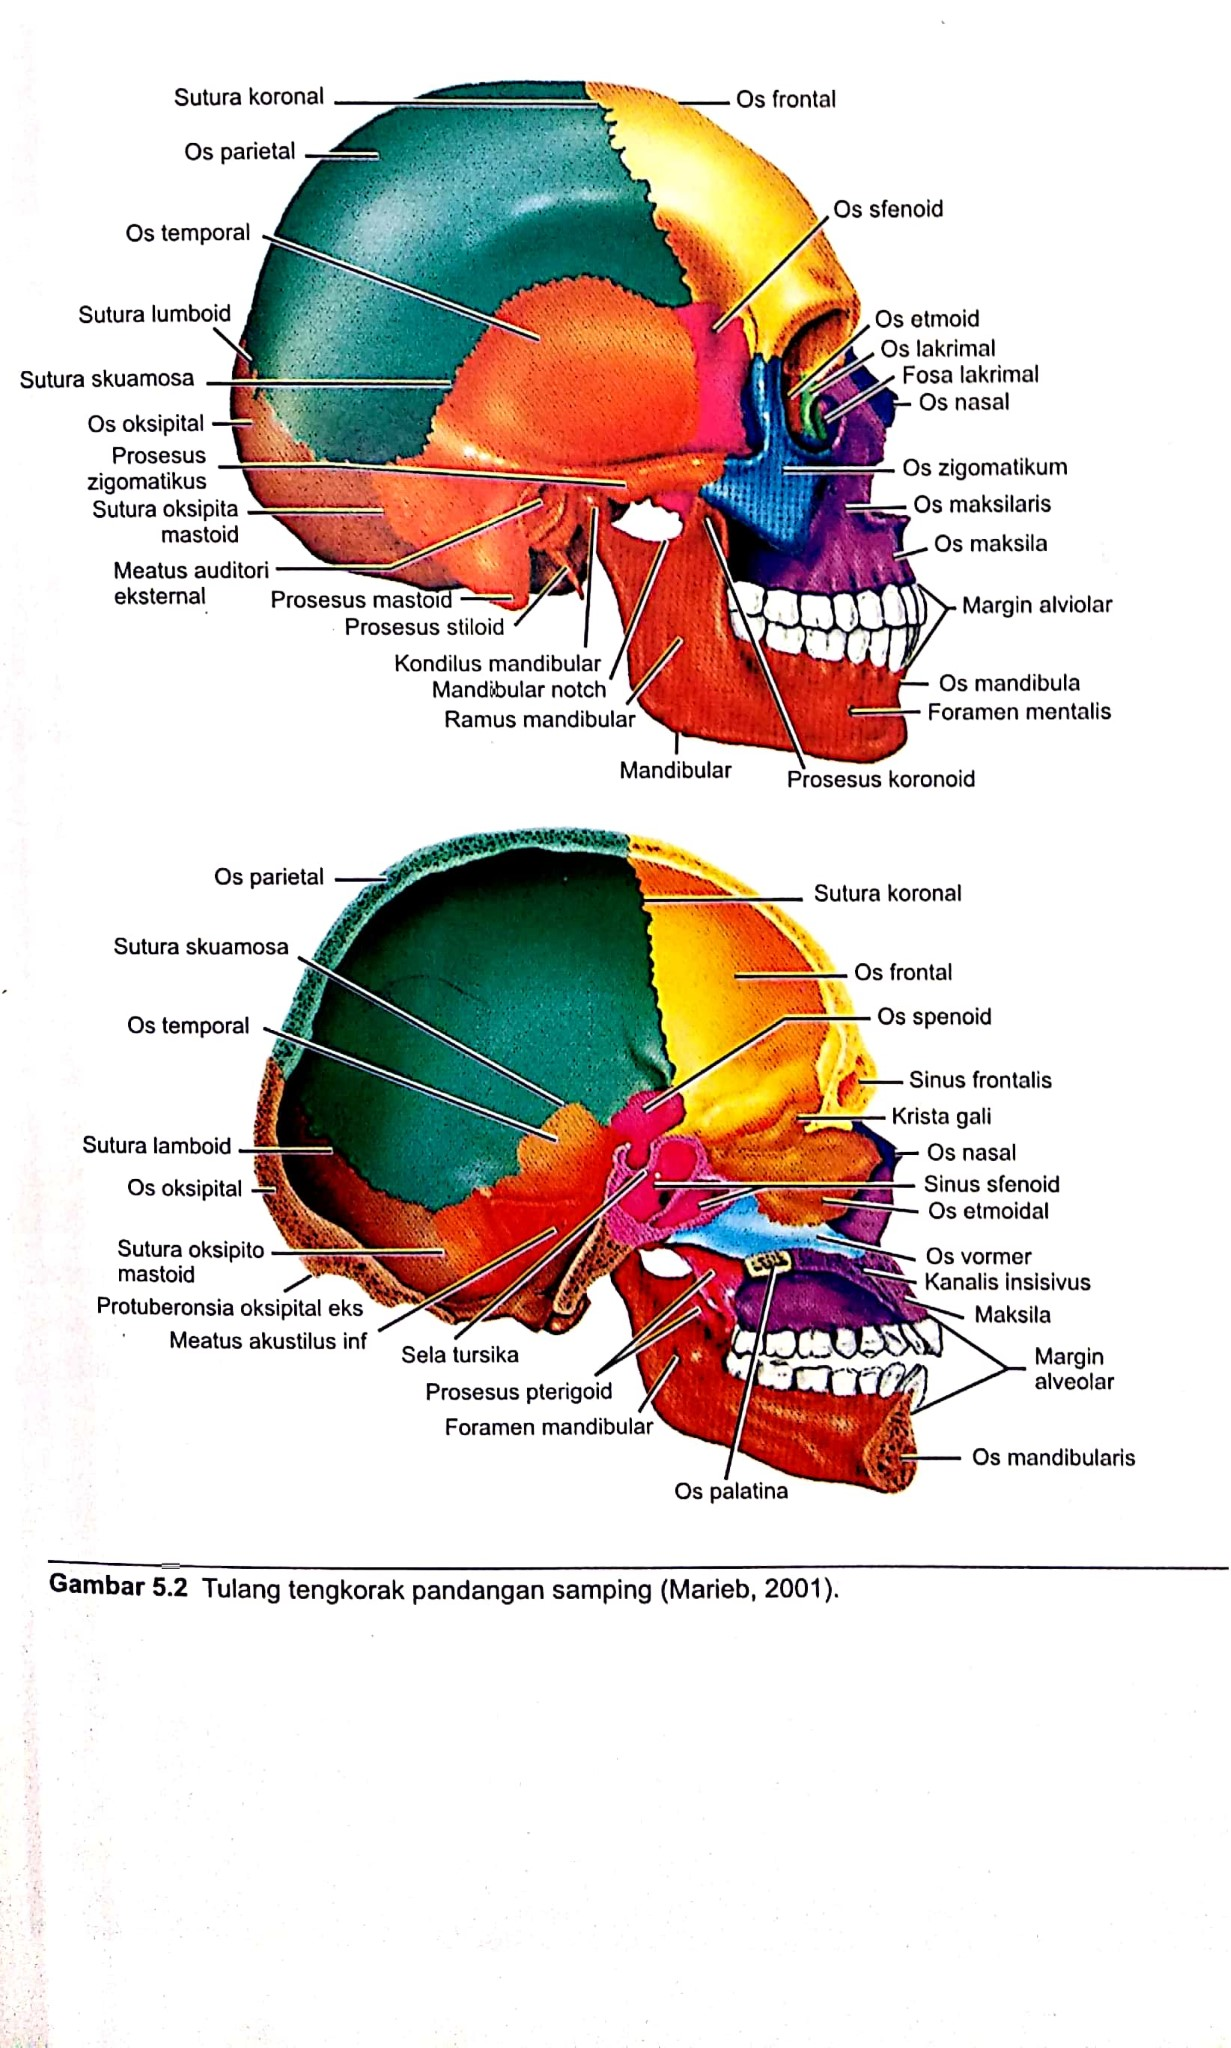 Sutura koronal
Os frontal
Os parietal
Os sfenoid
Os temporal
Sutura lumboid
Os etmoid
Os lakrimal
Sutura skuamosa
Fosa lakrimal
Os nasal
Os oksipital
Prosesus
zigomatikus
Os zigomatikum
Sutura oksipita
mastoid
Os maksilaris
Os maksila
Meatus auditori
eksternal
Prosesus mastoid
Margin alviolar
Prosesus stiloid
Kondilus mandibular
Mandibular notch
Os mandibula
Ramus mandibular
Foramen mentalis
Mandibular
Prosesus koronoid
Os parietal
Sutura koronal
Sutura skuamosa
Os frontal
Os temporal
Os spenoid
Sinus frontalis
Krista gali
Sutura lamboid
Os nasal
Os oksipital
Sinus sfenoid
Os etmoidal
Sutura oksipito
mastoid
Os vormer
Kanalis insisivus
Protuberonsia oksipital eks
Maksila
Meatus akustilus inf
Sela tursika
Margin
alveolar
Prosesus pterigoid
Foramen mandibular
Os mandibularis
Os palatina
Gambar 5.2 Tulang tengkorak pandangan samping (Marieb, 2001).